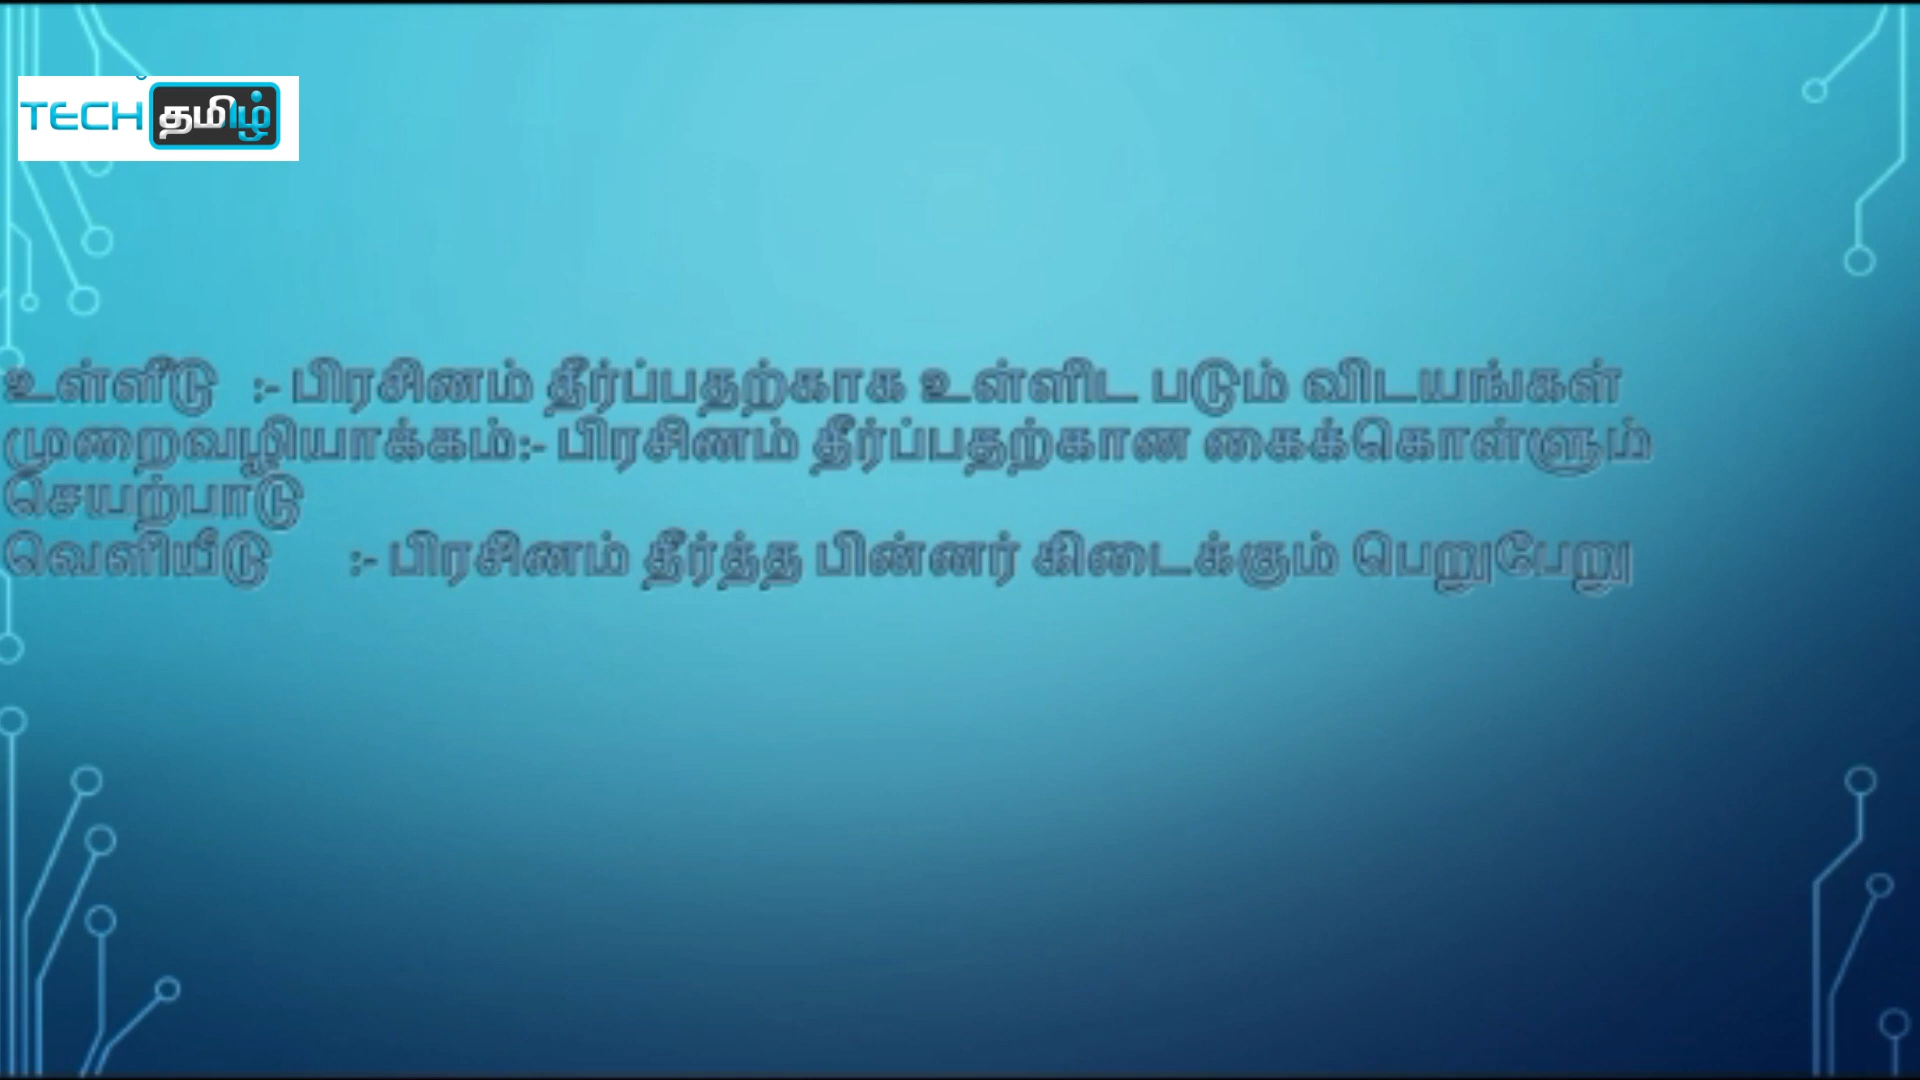 TECH தமிழ்
உள்ளீடு :- பிரசினம் தீர்ப்பதற்காக உள்ளிட படும் விடயங்கள்
முறைவழியாக்கம்:- பிரசினம் தீர்ப்பதற்கான கைக்கொள்ளும்
செயற்பாடு
வெளியீடு :- பிரசினம் தீர்த்த பின்னர் கிடைக்கும் பெறுபேறு